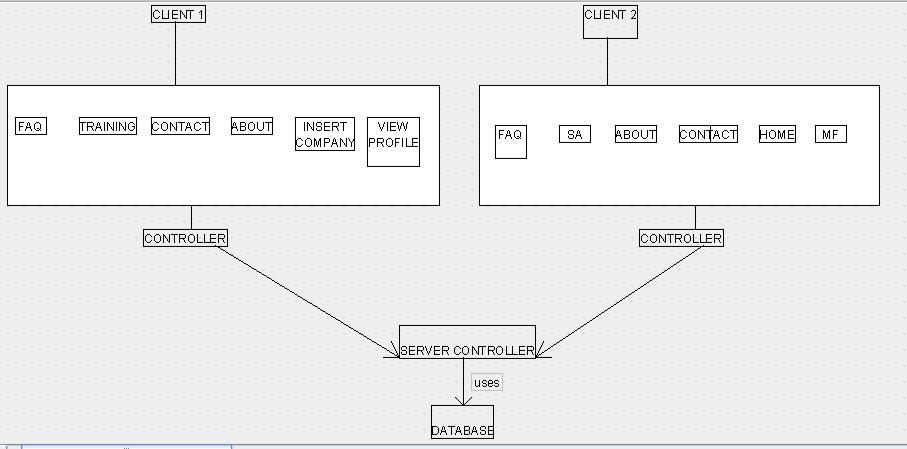 CLIENT 1
CLIENT 2
FAQ
TRAINING
CONTACT
ABOUT
INSERT
COMPANY
VIEW
PROFILE
FAQ
SA
ABOUT
CONTACT
HOME
MF
CONTROLLER
CONTROLLER
SERVER CONTROLLER
uses
DATABASE